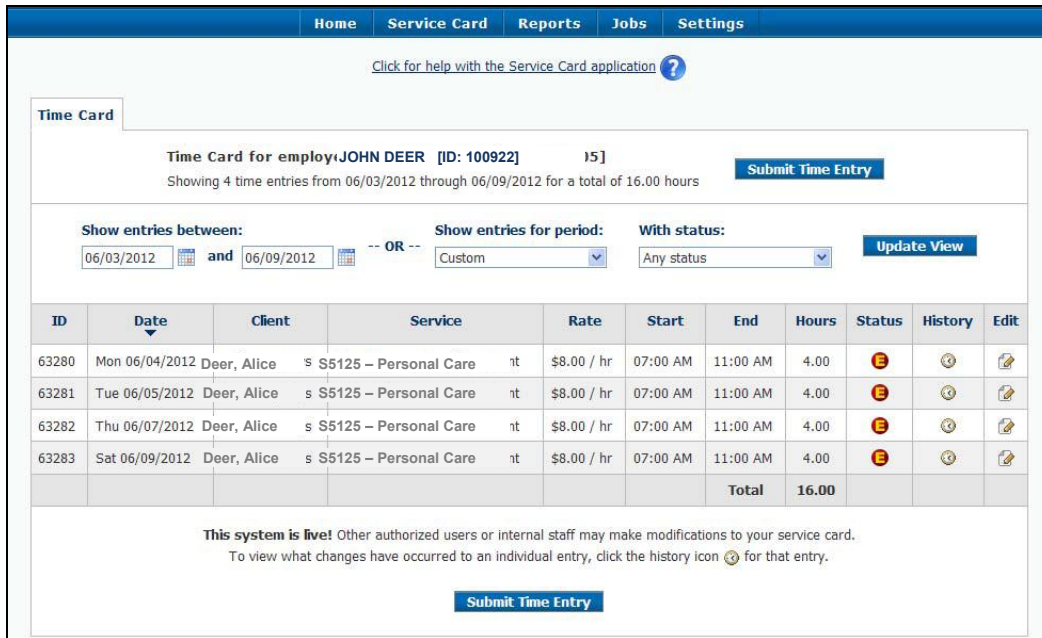 Home Service Card Reports Jobs Settings
Click for help with the Service Card application ?
Time Card
Time Card for employ JOHN DEER [ID: 100922] 05]
Showing 4 time entries from 06/03/2012 through 06/09/2012 for a total of 16.00 hours
Submit Time Entry
Show entries between: -- OR -- Show entries for period: With status:
06/03/2012 and 06/09/2012 Custom Any status Update View
ID Date Client Service Rate Start End Hours Status History Edit
63280 Mon 06/04/2012 Deer, Alice s S5125 – Personal Care nt $8.00 / hr 07:00 AM 11:00 AM 4.00 E
63281 Tue 06/05/2012 Deer, Alice s S5125 – Personal Care nt $8.00 / hr 07:00 AM 11:00 AM 4.00 E
63282 Thu 06/07/2012 Deer, Alice s S5125 – Personal Care nt $8.00 / hr 07:00 AM 11:00 AM 4.00 E
63283 Sat 06/09/2012 Deer, Alice s S5125 – Personal Care nt $8.00 / hr 07:00 AM 11:00 AM 4.00 E
Total 16.00
This system is live! Other authorized users or internal staff may make modifications to your service card.
To view what changes have occurred to an individual entry, click the history icon for that entry.
Submit Time Entry